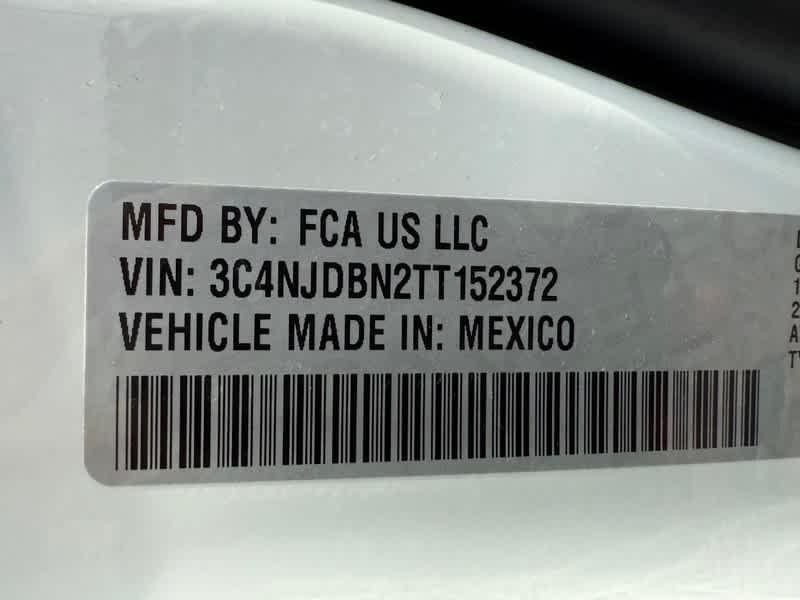 MFD BY: FCA US LLC
VIN: 3C4NJDBN2TT152372
VEHICLE MADE IN: MEXICO